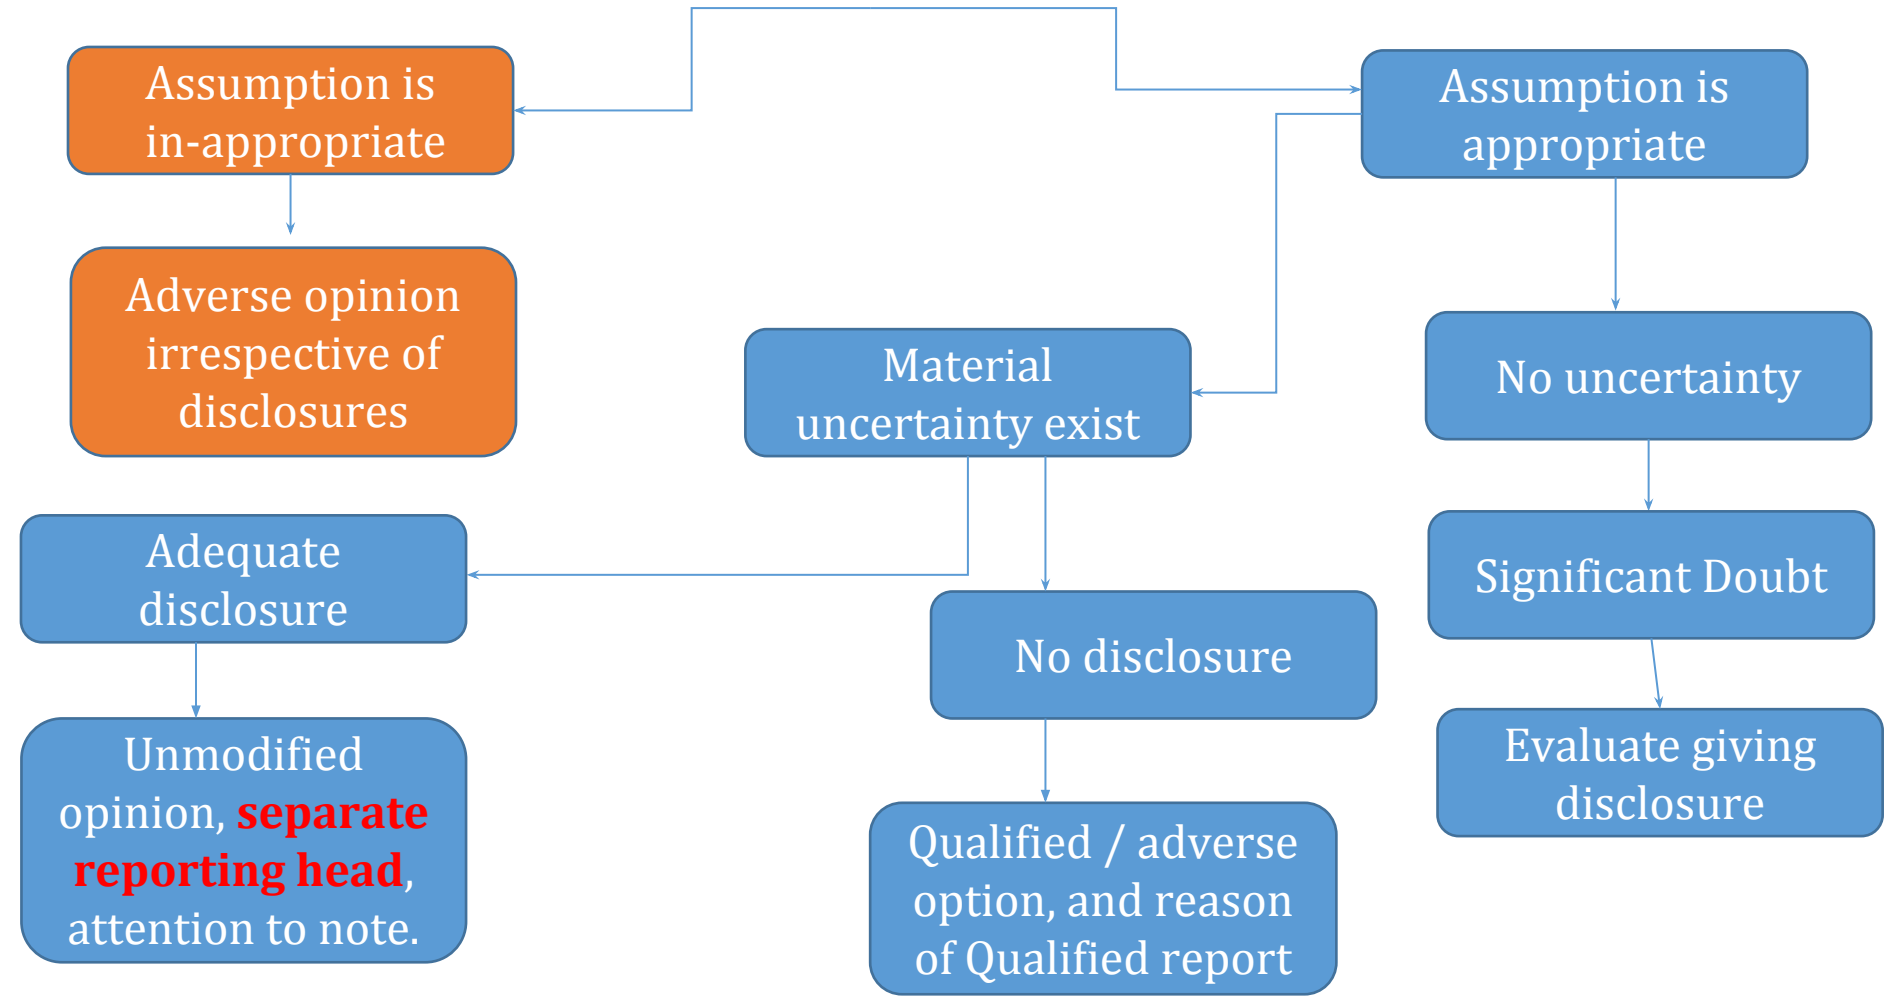 Assumption is
in-appropriate
Assumption is
appropriate
Adverse opinion
irrespective of
disclosures
Material
uncertainty exist
No uncertainty
Adequate
disclosure
No disclosure
Significant Doubt
Unmodified
opinion, separate
reporting head,
attention to note.
Qualified / adverse
option, and reason
of Qualified report
Evaluate giving
disclosure